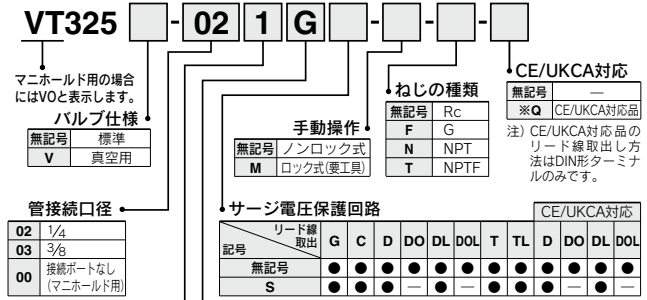 VT325 - 02 1 G - - -
マニホールド用の場合
にはVOと表示します。
バルブ仕様
無記号 標準
V 真空用
管接続口径
02 1/4
03 3/8
00 接続ポートなし
(マニホールド用)
手動操作
無記号 ノンロック式
M ロック式(要工具)
ねじの種類
無記号 Rc
F G
N NPT
T NPTF
CE/UKCA対応
無記号 —
※Q CE/UKCA対応品
注) CE/UKCA対応品の
リード線取出し方
法はDIN形ターミナ
ルのみです。
サージ電圧保護回路
CE/UKCA対応
記号 リード線
取出 G C D DO DL DOL T TL D DO DL DOL
無記号 ● ● ● ● ● ● ● ● ● ● ● ●
S ● ● ● — ● — ● ● ● — ● —